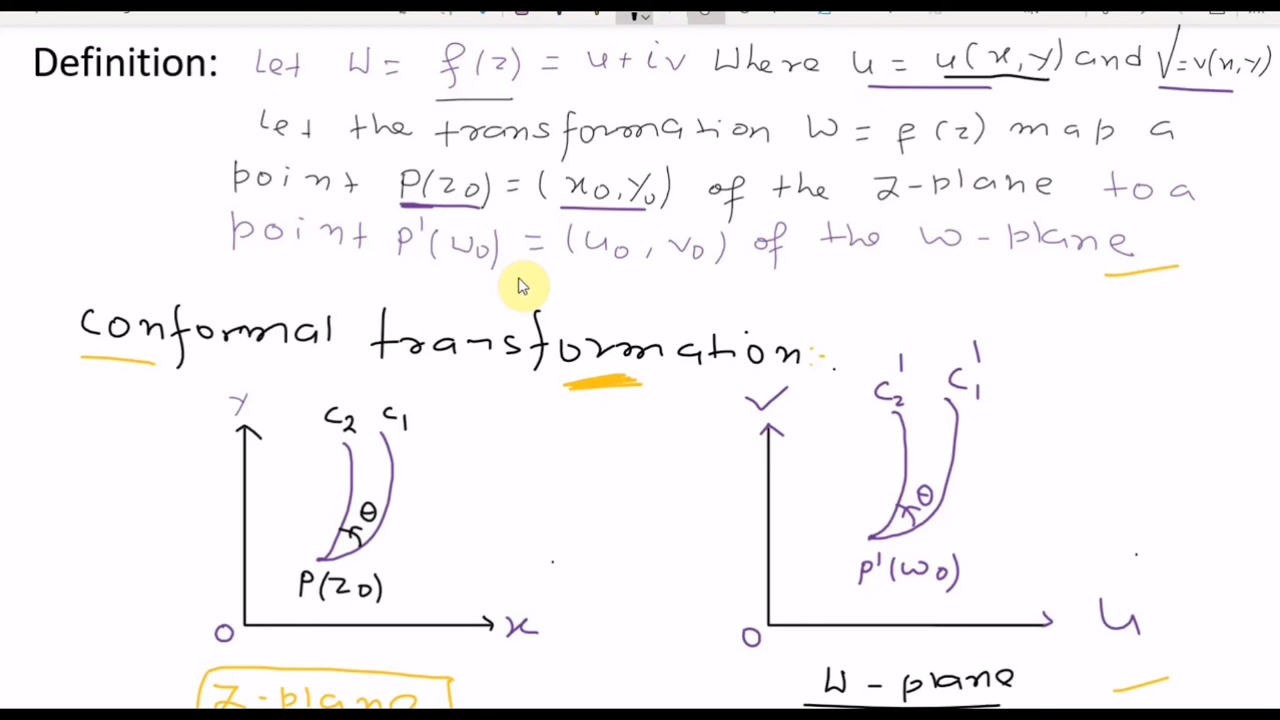 Definition: Let W = f(z) = u+iv Where u = u(x,y) and V=v(x,y)
Let the transformation W = f(z) map a
point P(z0) = (x0,y0) of the z-plane to a
point P'(w0) = (u0, v0) of the w-plane
Conformal transformation:-
Y C2 C1 V C2' C1'
θ θ
P(z0) P'(w0)
O x O u
Z-plane W-plane